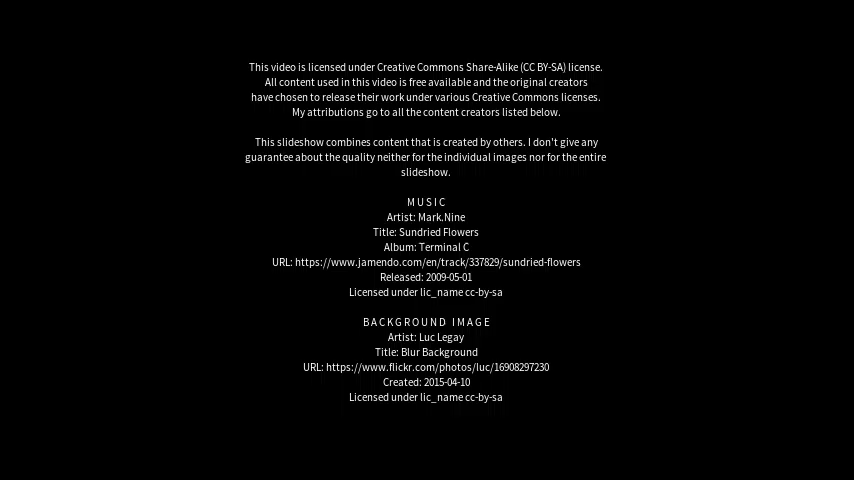 This video is licensed under Creative Commons Share-Alike (CC BY-SA) license.
All content used in this video is free available and the original creators
have chosen to release their work under various Creative Commons licenses.
My attributions go to all the content creators listed below.
This slideshow combines content that is created by others. I don't give any
guarantee about the quality neither for the individual images nor for the entire
slideshow.
MUSIC
Artist: Mark.Nine
Title: Sundried Flowers
Album: Terminal C
URL: https://www.jamendo.com/en/track/337829/sundried-flowers
Released: 2009-05-01
Licensed under lic_name cc-by-sa
BACKGROUND IMAGE
Artist: Luc Legay
Title: Blur Background
URL: https://www.flickr.com/photos/luc/16908297230
Created: 2015-04-10
Licensed under lic_name cc-by-sa